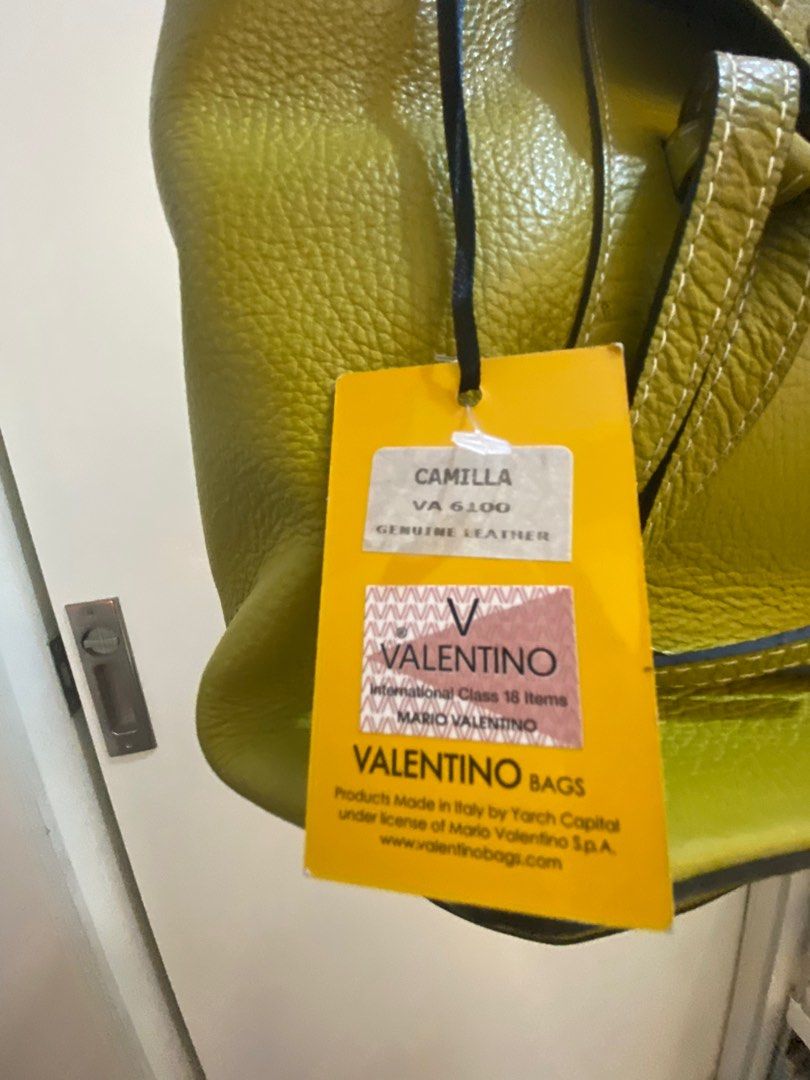 CAMILLA
VA 6100
GENUINE LEATHER
V
® VALENTINO
International Class 18 Items
MARIO VALENTINO
VALENTINO BAGS
Products Made in Italy by Yarch Capital
under license of Mario Valentino S.p.A.
www.valentinobags.com